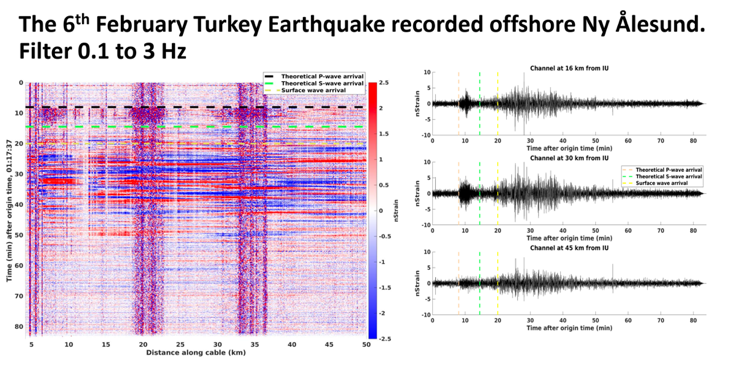 The 6th February Turkey Earthquake recorded offshore Ny Ålesund.
Filter 0.1 to 3 Hz
Theoretical P-wave arrival
Theoretical S-wave arrival
Surface wave arrival
0
10
20
30
40
50
60
70
80
Time (min) after origin time, 01:17:37
5
10
15
20
25
30
35
40
45
50
Distance along cable (km)
2.5
2
1.5
1
0.5
0
-0.5
-1
-1.5
-2
-2.5
nStrain
Channel at 16 km from IU
10
5
0
-5
-10
nStrain
0 10 20 30 40 50 60 70 80
Time after origin time (min)
Channel at 30 km from IU
10
5
0
-5
-10
nStrain
Theoretical P-wave arrival
Theoretical S-wave arrival
Surface wave arrival
0 10 20 30 40 50 60 70 80
Time after origin time (min)
Channel at 45 km from IU
10
5
0
-5
-10
nStrain
0 10 20 30 40 50 60 70 80
Time after origin time (min)